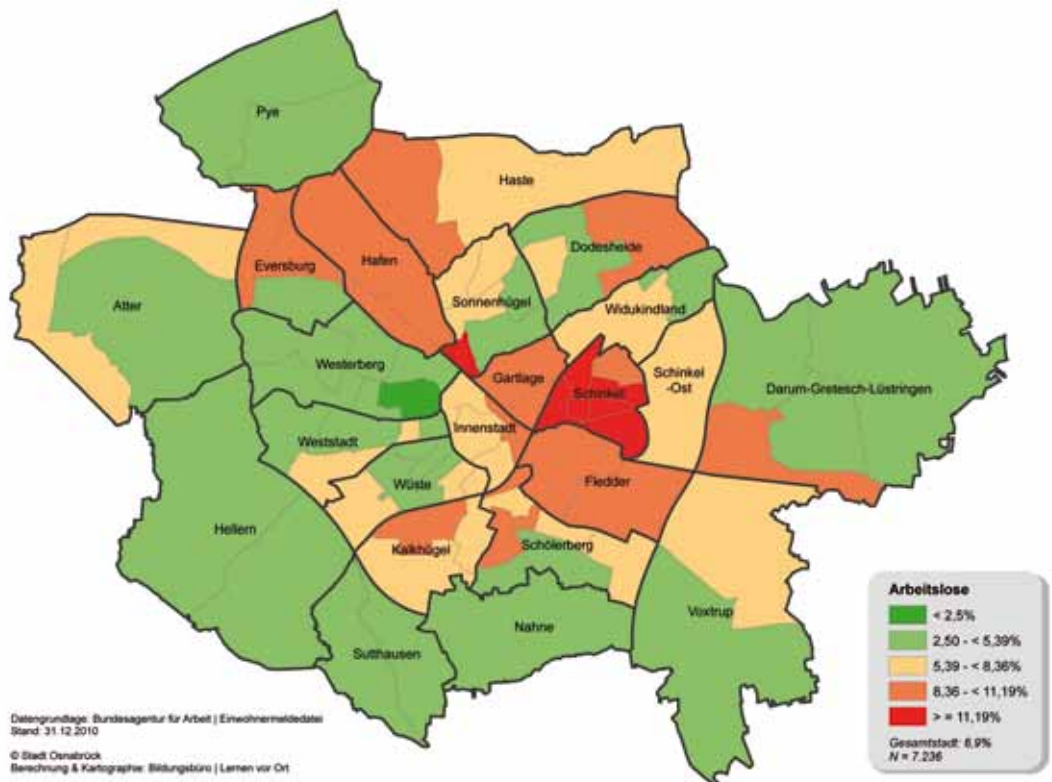 Pye
Haste
Dodesheide
Hafen
Eversburg
Sonnenhügel
Atter
Widukindland
Westerberg
Gartlage
Schinkel
Schinkel
-Ost
Darum-Gretesch-Lüstringen
Innenstadt
Weststadt
Wüste
Fledder
Hellern
Kalkhügel
Schölerberg
Voxtrup
Nahne
Sutthausen
Arbeitslose
< 2,5%
2,50 - < 5,39%
5,39 - < 8,36%
8,36 - < 11,19%
> = 11,19%
Gesamtstadt: 6,9%
N = 7.236
Datengrundlage: Bundesagentur für Arbeit | Einwohnermeldedatei
Stand: 31.12.2010
© Stadt Osnabrück
Berechnung & Kartographie: Bildungsbüro | Lernen vor Ort